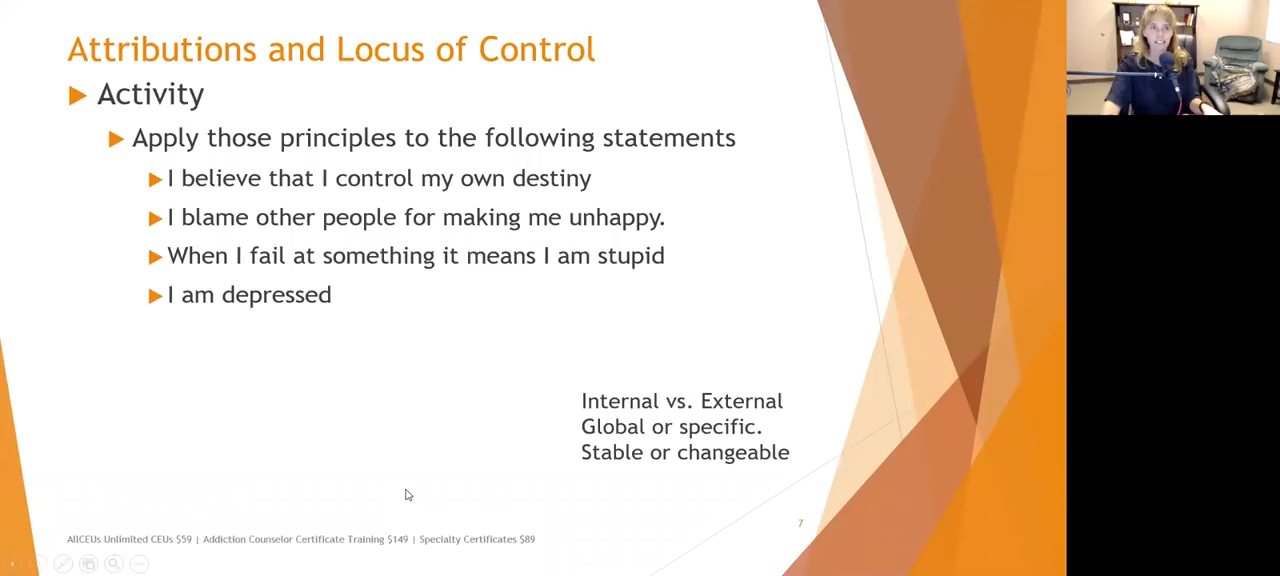 Attributions and Locus of Control
Activity
Apply those principles to the following statements
I believe that I control my own destiny
I blame other people for making me unhappy.
When I fail at something it means I am stupid
I am depressed
Internal vs. External
Global or specific.
Stable or changeable
7
AllCEUs Unlimited CEUs $59 | Addiction Counselor Certificate Training $149 | Specialty Certificates $89